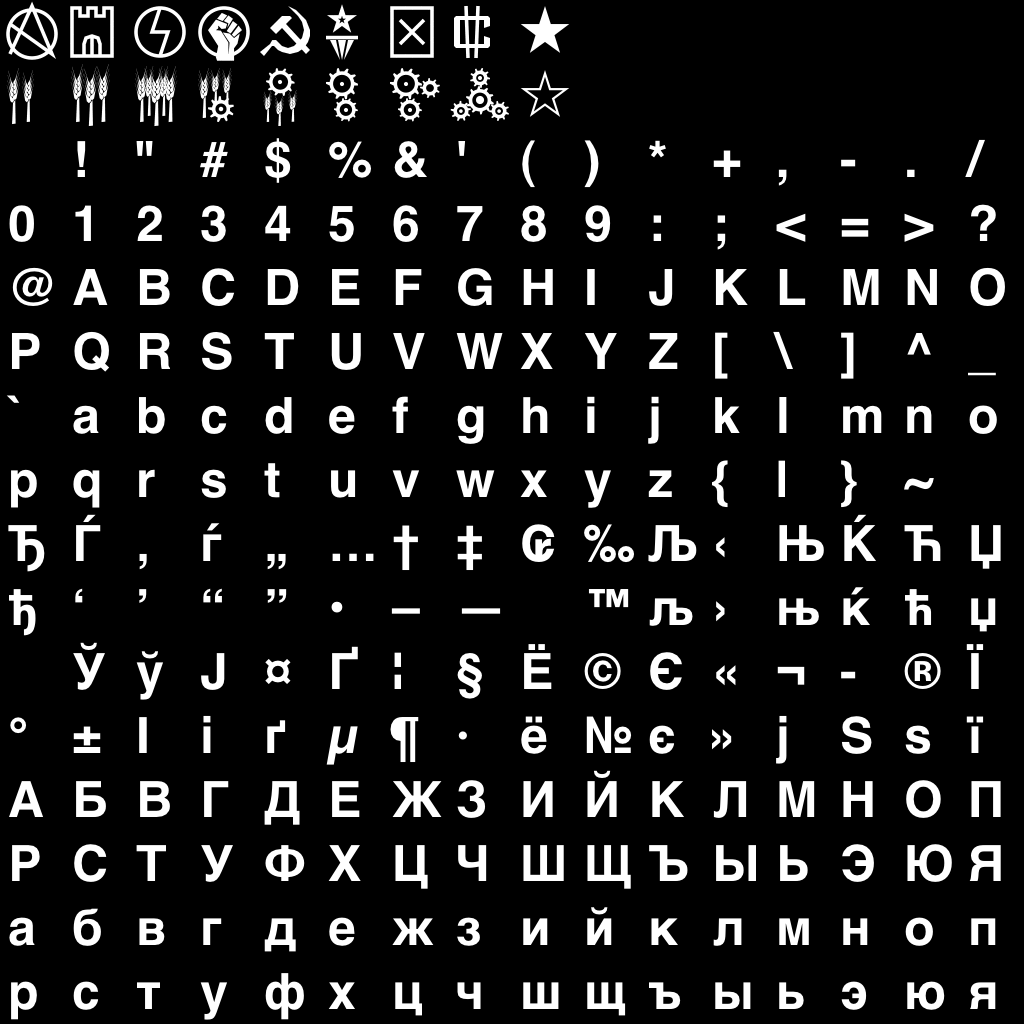 ☭ ★
☆
! " # $ % & ' ( ) * + , - . /
0 1 2 3 4 5 6 7 8 9 : ; < = > ?
@ A B C D E F G H I J K L M N O
P Q R S T U V W X Y Z [ \ ] ^ _
` a b c d e f g h i j k l m n o
p q r s t u v w x y z { | } ~
Ђ Ѓ ‚ ѓ „ … † ‡ ‰ Љ ‹ Њ Ќ Ћ Џ
ђ ‘ ’ “ ” • – — ™ љ › њ ќ ћ џ
Ў ў Ј ¤ Ґ ¦ § Ё © Є « ¬ - ® Ї
° ± І і ґ µ ¶ · ё № є » ј Ѕ ѕ ї
А Б В Г Д Е Ж З И Й К Л М Н О П
Р С Т У Ф Х Ц Ч Ш Щ Ъ Ы Ь Э Ю Я
а б в г д е ж з и й к л м н о п
р с т у ф х ц ч ш щ ъ ы ь э ю я